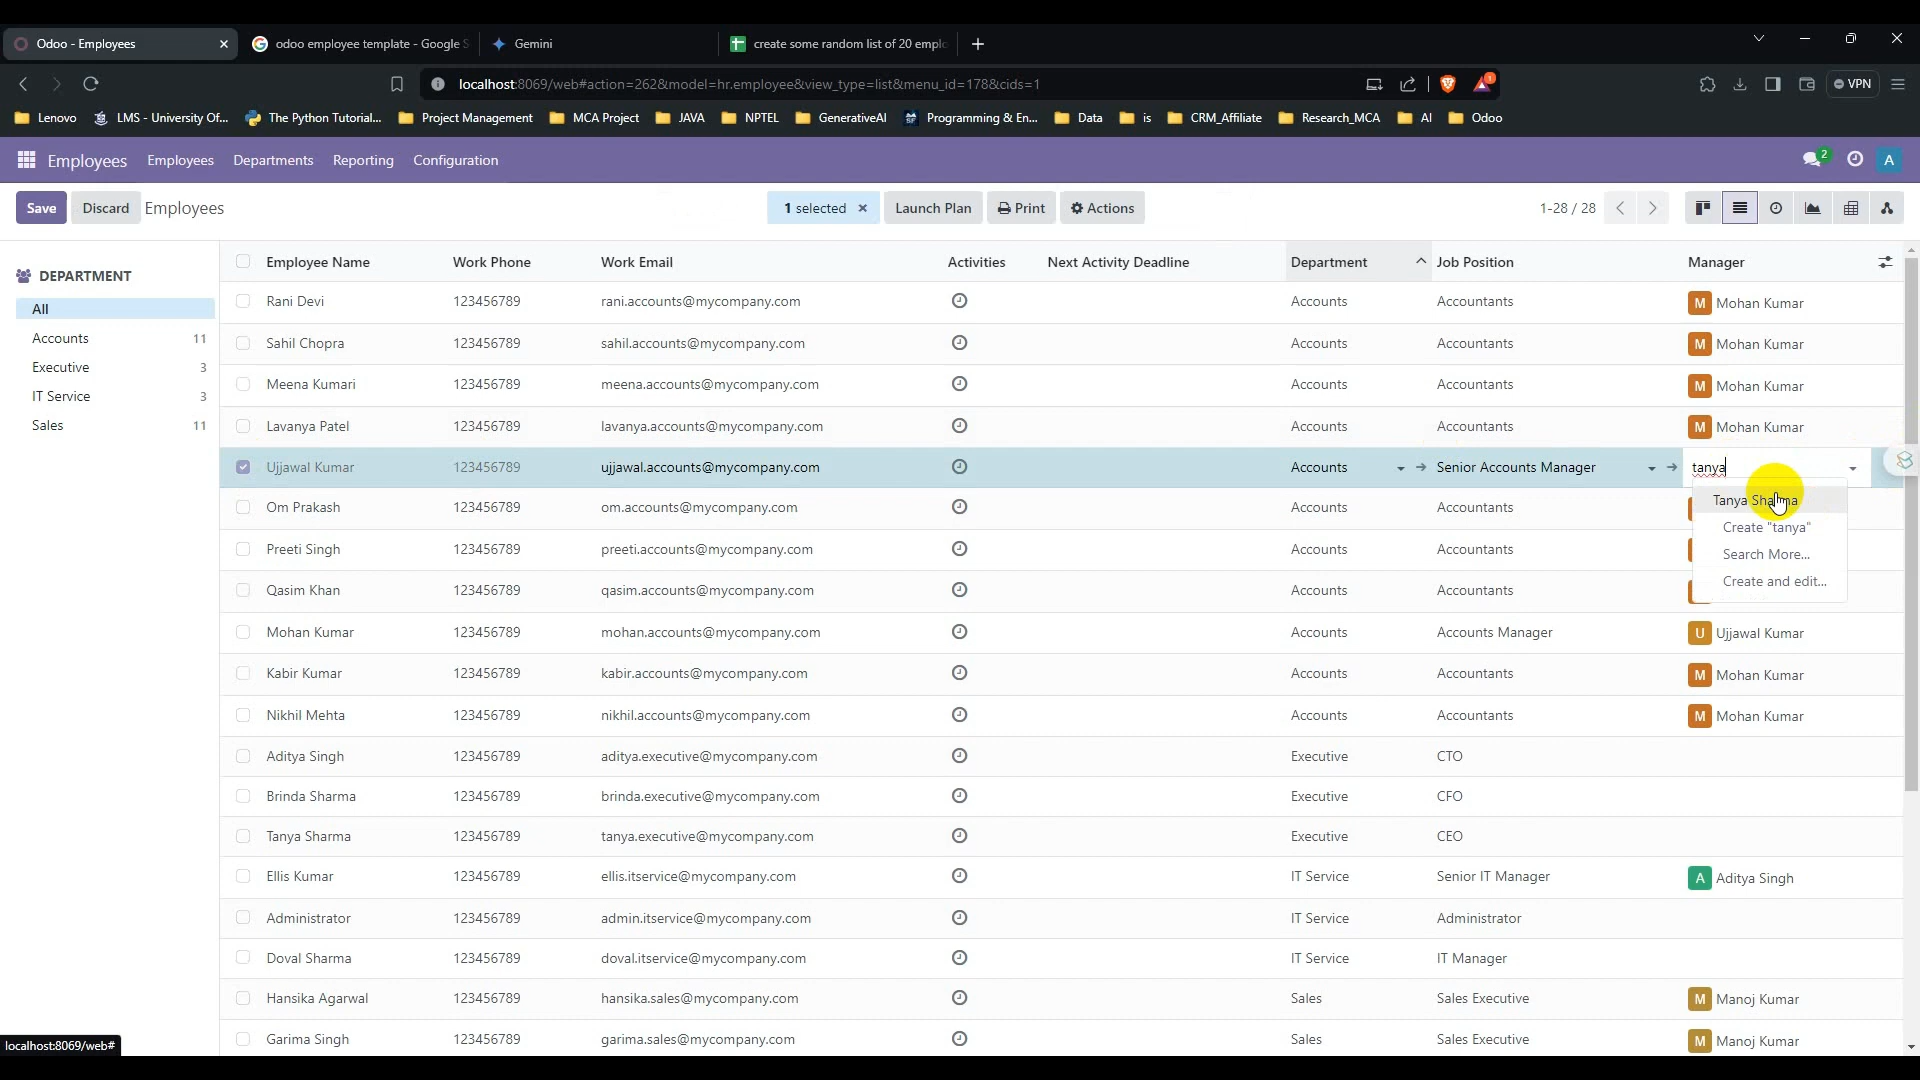 Odoo - Employees
odoo employee template - Google S
Gemini
create some random list of 20 emplo
localhost:8069/web#action=262&model=hr.employee&view_type=list&menu_id=178&cids=1
VPN
Lenovo LMS - University Of... The Python Tutorial... Project Management MCA Project JAVA NPTEL GenerativeAI Programming & En... Data is CRM_Affiliate Research_MCA AI Odoo
Employees Employees Departments Reporting Configuration 2 A
Save Discard Employees 1 selected Launch Plan Print Actions 1-28 / 28
DEPARTMENT
All
Accounts 11
Executive 3
IT Service 3
Sales 11
Employee Name Work Phone Work Email Activities Next Activity Deadline Department Job Position Manager
Rani Devi 123456789 rani.accounts@mycompany.com Accounts Accountants M Mohan Kumar
Sahil Chopra 123456789 sahil.accounts@mycompany.com Accounts Accountants M Mohan Kumar
Meena Kumari 123456789 meena.accounts@mycompany.com Accounts Accountants M Mohan Kumar
Lavanya Patel 123456789 lavanya.accounts@mycompany.com Accounts Accountants M Mohan Kumar
Ujjawal Kumar 123456789 ujjawal.accounts@mycompany.com Accounts Senior Accounts Manager tanya
Tanya Sharma
Create "tanya"
Search More...
Create and edit...
Om Prakash 123456789 om.accounts@mycompany.com Accounts Accountants
Preeti Singh 123456789 preeti.accounts@mycompany.com Accounts Accountants
Qasim Khan 123456789 qasim.accounts@mycompany.com Accounts Accountants
Mohan Kumar 123456789 mohan.accounts@mycompany.com Accounts Accounts Manager U Ujjawal Kumar
Kabir Kumar 123456789 kabir.accounts@mycompany.com Accounts Accountants M Mohan Kumar
Nikhil Mehta 123456789 nikhil.accounts@mycompany.com Accounts Accountants M Mohan Kumar
Aditya Singh 123456789 aditya.executive@mycompany.com Executive CTO
Brinda Sharma 123456789 brinda.executive@mycompany.com Executive CFO
Tanya Sharma 123456789 tanya.executive@mycompany.com Executive CEO
Ellis Kumar 123456789 ellis.itservice@mycompany.com IT Service Senior IT Manager A Aditya Singh
Administrator 123456789 admin.itservice@mycompany.com IT Service Administrator
Doval Sharma 123456789 doval.itservice@mycompany.com IT Service IT Manager
Hansika Agarwal 123456789 hansika.sales@mycompany.com Sales Sales Executive M Manoj Kumar
Garima Singh 123456789 garima.sales@mycompany.com Sales Sales Executive M Manoj Kumar
localhost:8069/web#